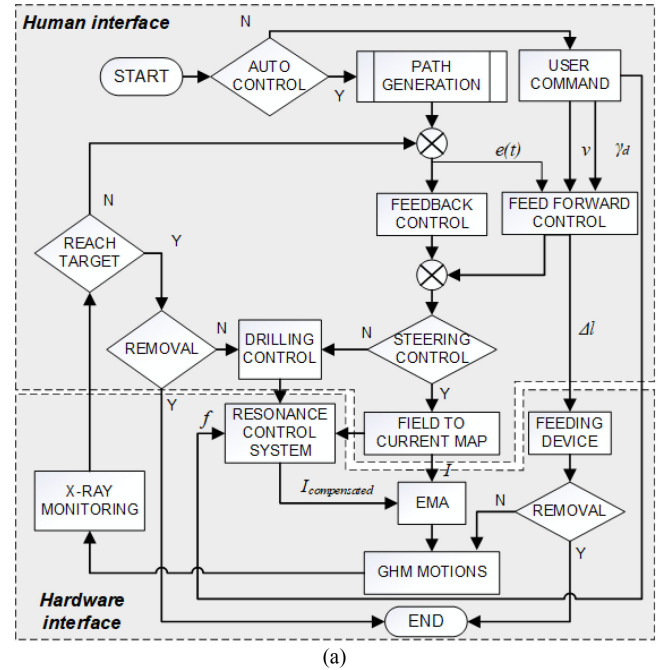 Human interface
N
START
AUTO
CONTROL
Y
PATH
GENERATION
USER
COMMAND
e(t)
v
γd
N
FEEDBACK
CONTROL
FEED FORWARD
CONTROL
REACH
TARGET
Y
REMOVAL
N
DRILLING
CONTROL
N
STEERING
CONTROL
Δl
Y
Y
f
RESONANCE
CONTROL
SYSTEM
FIELD TO
CURRENT MAP
FEEDING
DEVICE
X-RAY
MONITORING
I
Icompensated
EMA
N
REMOVAL
Y
GHM MOTIONS
Hardware
interface
END
(a)